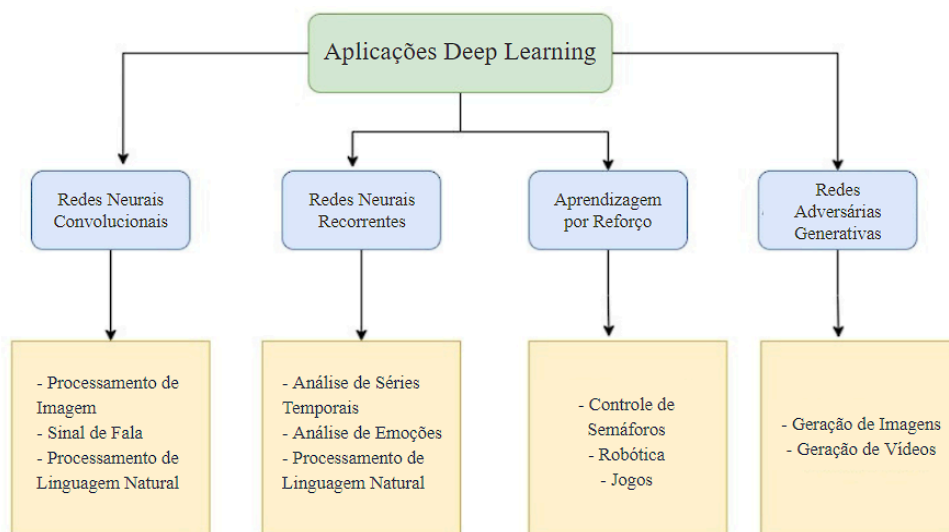 Aplicações Deep Learning
Redes Neurais
Convolucionais
Redes Neurais
Recorrentes
Aprendizagem
por Reforço
Redes
Adversárias
Generativas
- Processamento de
Imagem
- Sinal de Fala
- Processamento de
Linguagem Natural
- Análise de Séries
Temporais
- Análise de Emoções
- Processamento de
Linguagem Natural
- Controle de
Semáforos
- Robótica
- Jogos
- Geração de Imagens
- Geração de Vídeos